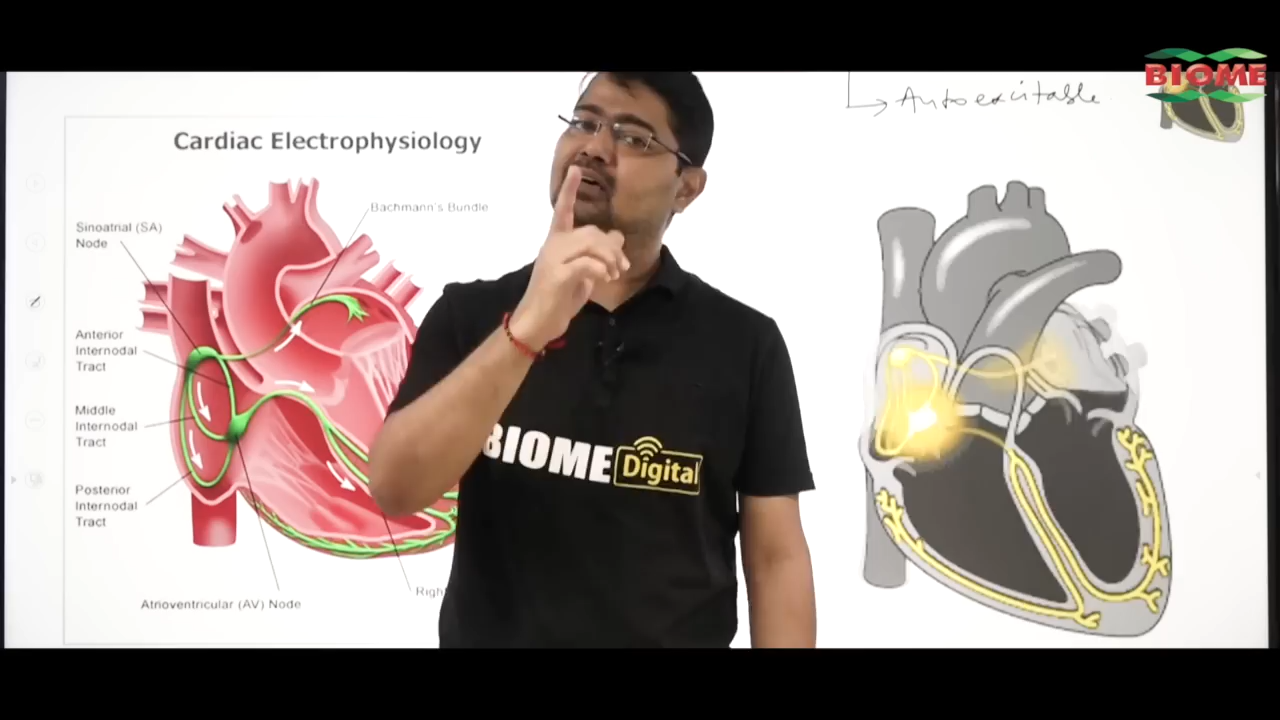 BIOME
Autoexcitable
Cardiac Electrophysiology
Bachmann's Bundle
Sinoatrial (SA)
Node
Anterior
Internodal
Tract
Middle
Internodal
Tract
Posterior
Internodal
Tract
Atrioventricular (AV) Node
Right
BIOME Digital